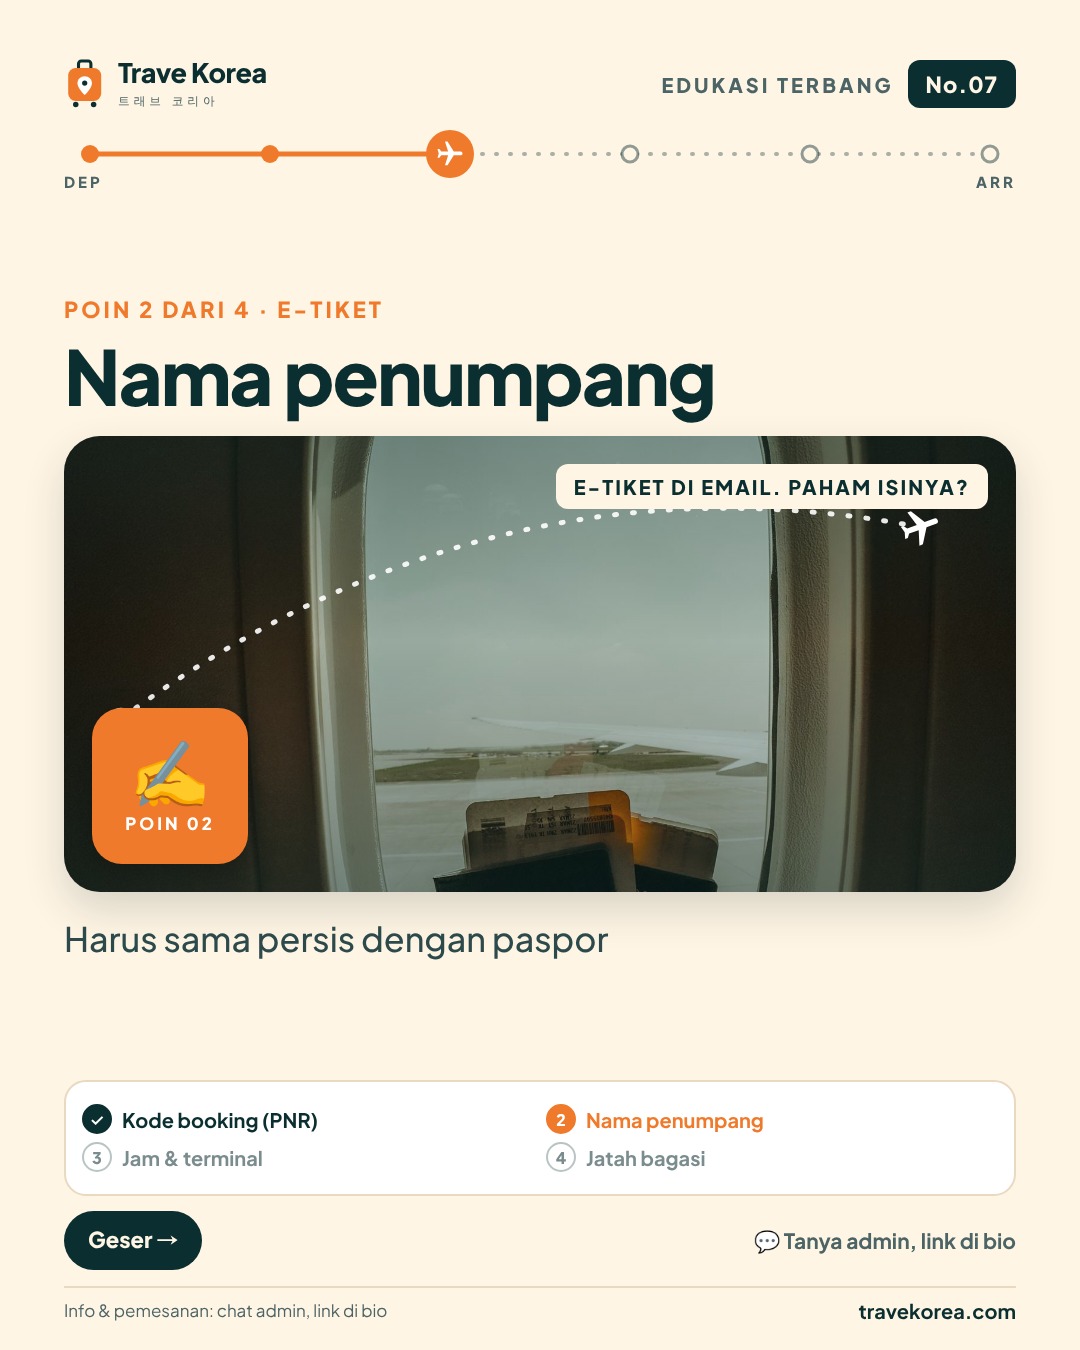 Trave Korea
트래브 코리아
EDUKASI TERBANG
No.07
DEP
ARR
POIN 2 DARI 4 · E-TIKET
Nama penumpang
E-TIKET DI EMAIL. PAHAM ISINYA?
POIN 02
Harus sama persis dengan paspor
Kode booking (PNR)
2 Nama penumpang
3 Jam & terminal
4 Jatah bagasi
Geser →
Tanya admin, link di bio
Info & pemesanan: chat admin, link di bio
travekorea.com